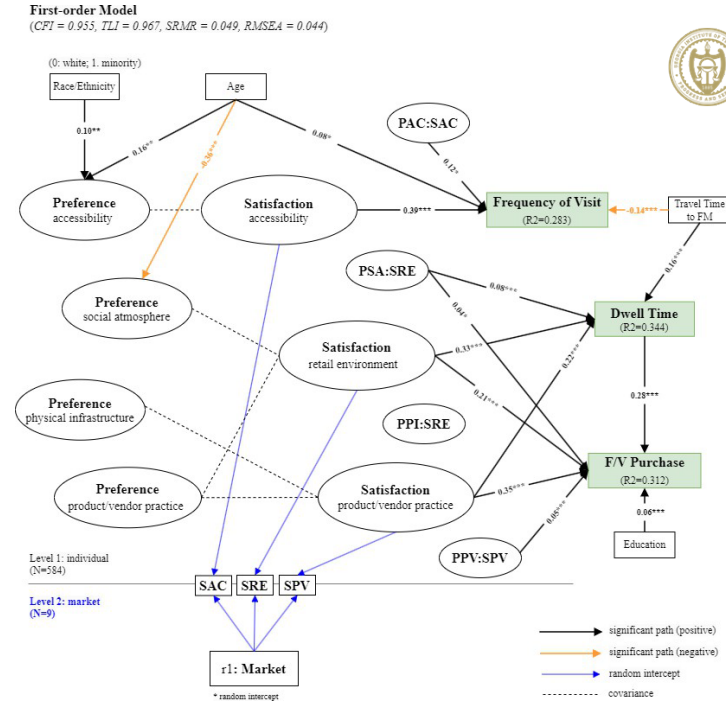 First-order Model
(CFI = 0.955, TLI = 0.967, SRMR = 0.049, RMSEA = 0.044)
(0: white; 1. minority)
Race/Ethnicity
Age
PAC:SAC
0.10**
0.16**
-0.36***
0.08*
0.12*
Preference
accessibility
Satisfaction
accessibility
0.39***
Frequency of Visit
(R2=0.283)
-0.14***
Travel Time
to FM
PSA:SRE
0.08***
0.04*
0.16***
Preference
social atmosphere
Dwell Time
(R2=0.344)
Satisfaction
retail environment
0.33***
0.22***
0.21***
0.28***
Preference
physical infrastructure
PPI:SRE
Preference
product/vendor practice
Satisfaction
product/vendor practice
0.35***
F/V Purchase
(R2=0.312)
0.05***
0.06***
PPV:SPV
Education
Level 1: individual
(N=584)
SAC
SRE
SPV
Level 2: market
(N=9)
r1: Market
* random intercept
significant path (positive)
significant path (negative)
random intercept
covariance